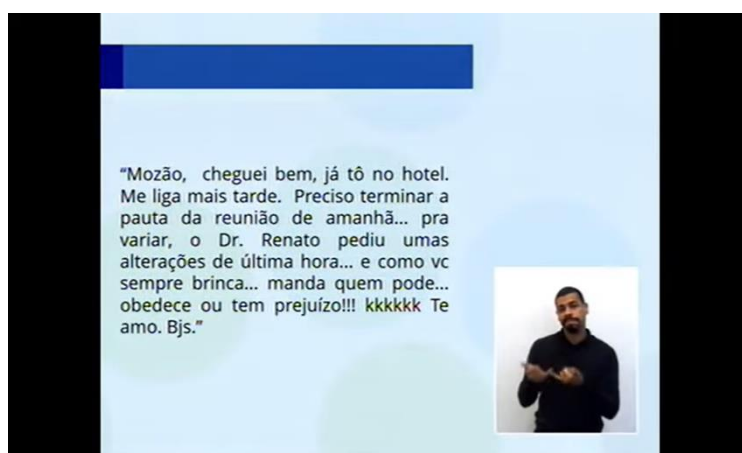 “Mozão, cheguei bem, já tô no hotel.
Me liga mais tarde. Preciso terminar a
pauta da reunião de amanhã... pra
variar, o Dr. Renato pediu umas
alterações de última hora... e como vc
sempre brinca... manda quem pode...
obedece ou tem prejuízo!!! kkkkkk Te
amo. Bjs.”